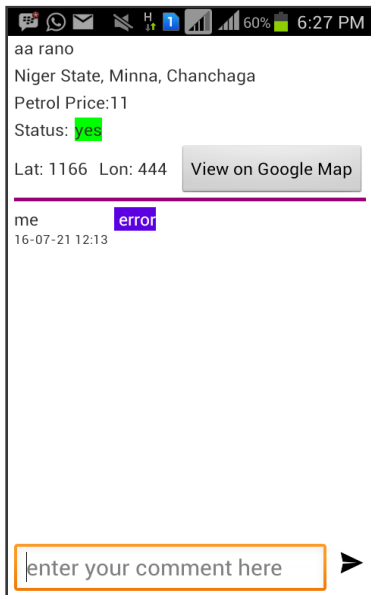 H 1 60% 6:27 PM
aa rano
Niger State, Minna, Chanchaga
Petrol Price:11
Status: yes
Lat: 1166 Lon: 444 View on Google Map
me error
16-07-21 12:13
enter your comment here